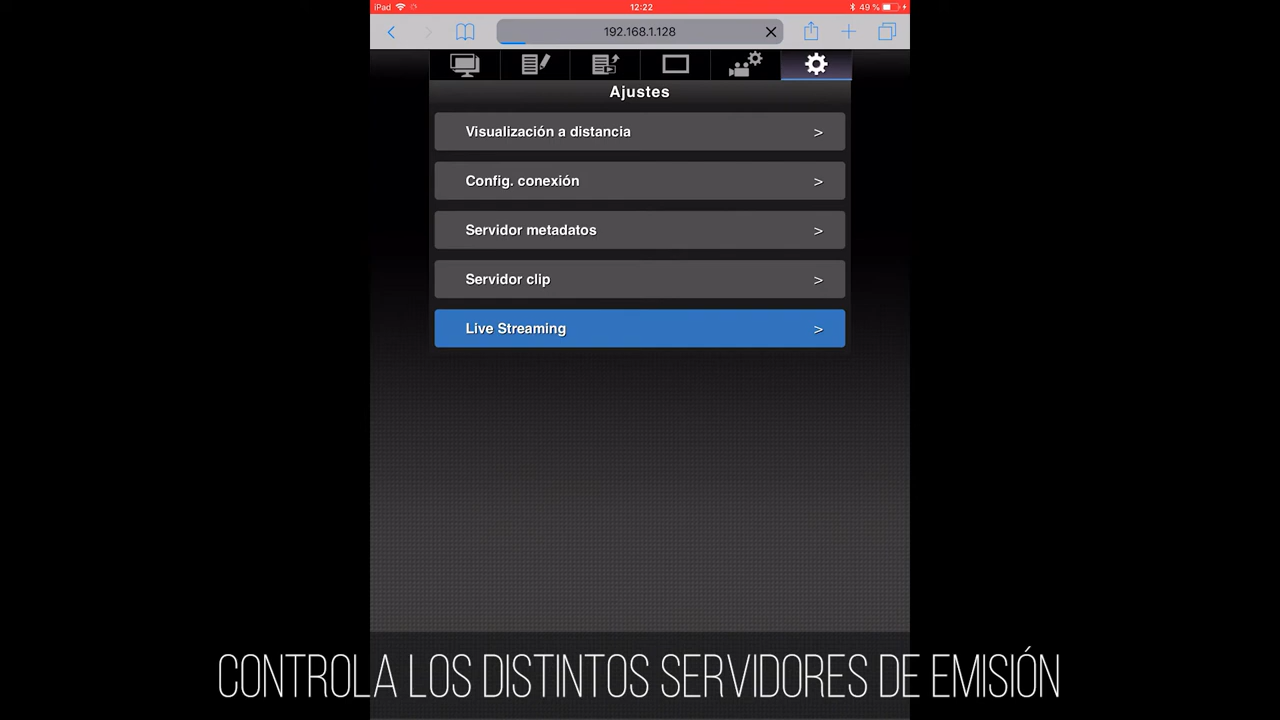 iPad 12:22 49 %
192.168.1.128
Ajustes
Visualización a distancia >
Config. conexión >
Servidor metadatos >
Servidor clip >
Live Streaming >
CONTROLA LOS DISTINTOS SERVIDORES DE EMISIÓN